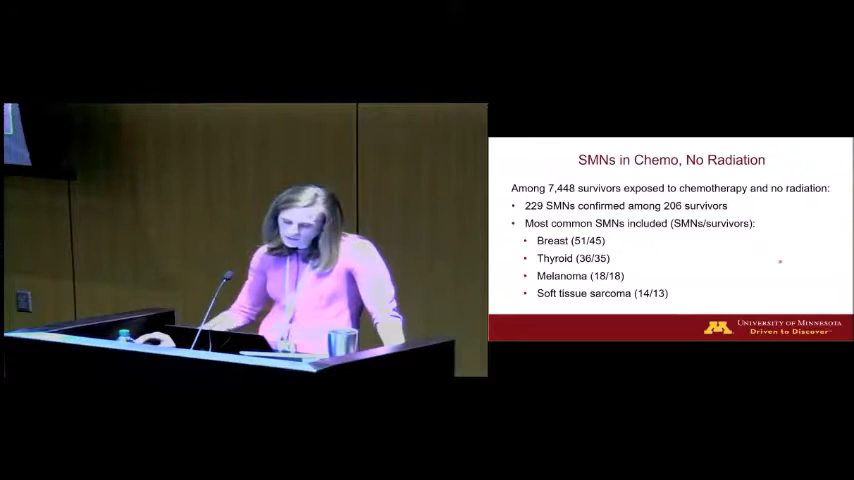 SMNs in Chemo, No Radiation
Among 7,448 survivors exposed to chemotherapy and no radiation:
• 229 SMNs confirmed among 206 survivors
• Most common SMNs included (SMNs/survivors):
• Breast (51/45)
• Thyroid (36/35)
• Melanoma (18/18)
• Soft tissue sarcoma (14/13)
M
UNIVERSITY OF MINNESOTA
Driven to Discover™